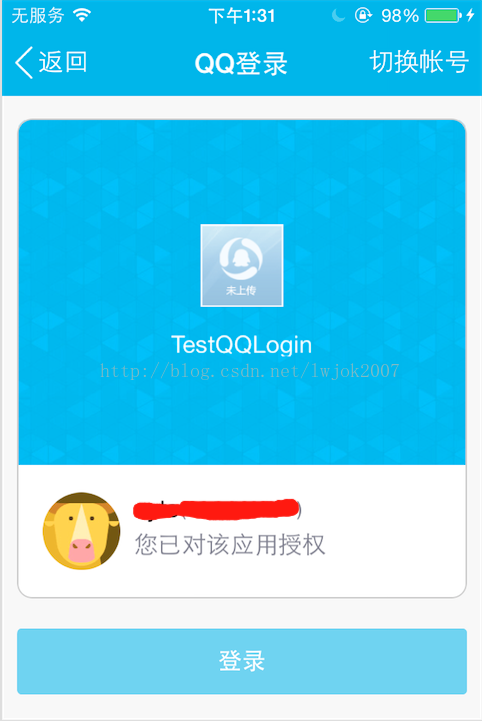 无服务 下午1:31 98%
返回 QQ登录 切换帐号
未上传
TestQQLogin
http://blog.csdn.net/lwjok2007
您已对该应用授权
登录